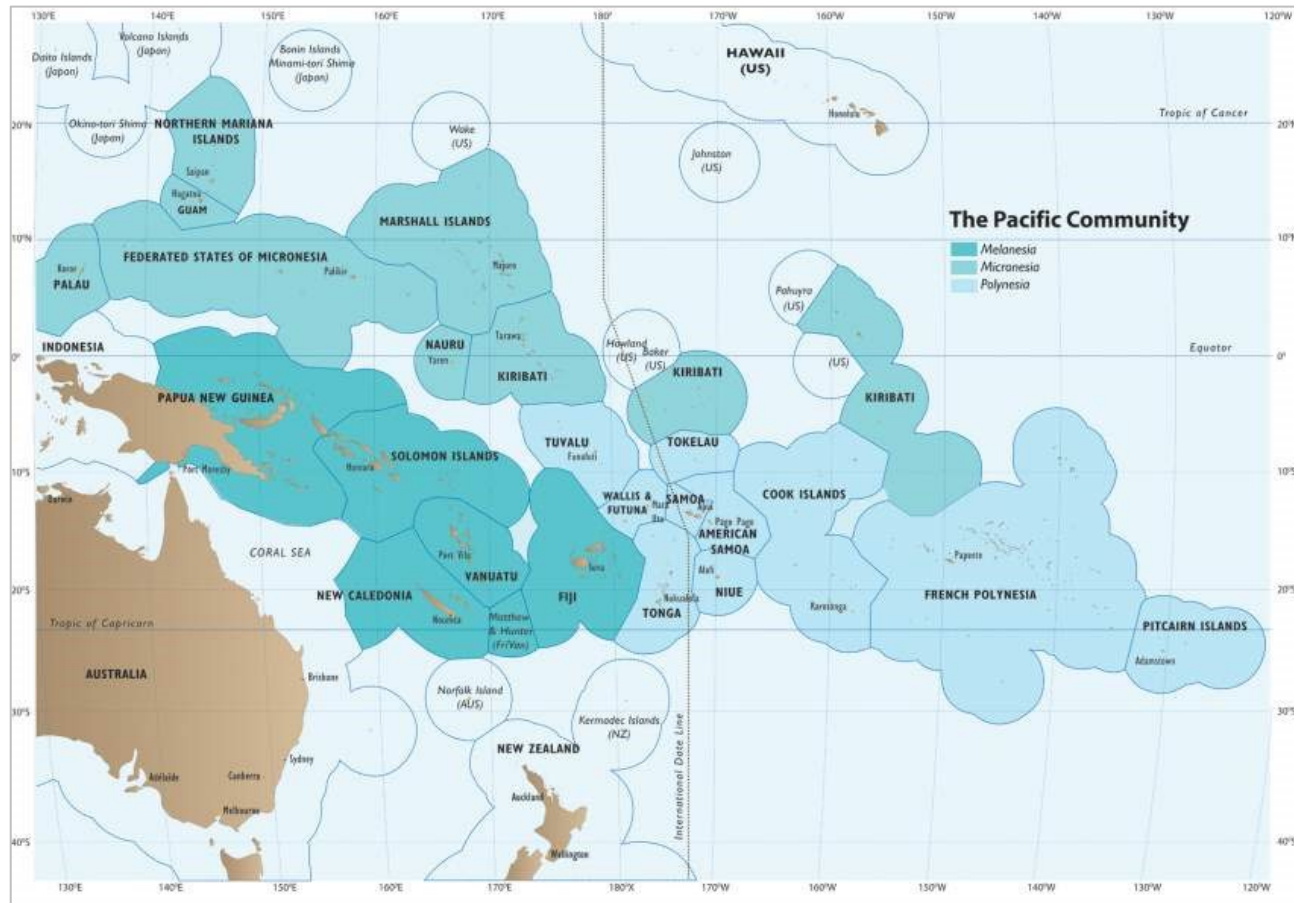 130°E 140°E 150°E 160°E 170°E 180° 170°W 160°W 150°W 140°W 130°W 120°W
Volcano Islands
(Japan)
Daito Islands
(Japan)
Bonin Islands
Minami-tori Shima
(Japan)
HAWAII
(US)
Honolulu
Tropic of Cancer
Okino-tori Shima
(Japan)
20°N
NORTHERN MARIANA
ISLANDS
Wake
(US)
20°N
Johnston
(US)
Saipan
Hagatna
GUAM
MARSHALL ISLANDS
The Pacific Community
Melanesia
Micronesia
Polynesia
10°N
10°N
FEDERATED STATES OF MICRONESIA
Koror
PALAU
Palikir
Majuro
(US)
INDONESIA
NAURU
Yaren
Tarawa
KIRIBATI
Howland
(US)
Baker
(US)
KIRIBATI
(US)
Equator
0°
0°
PAPUA NEW GUINEA
KIRIBATI
TUVALU
Funafuti
TOKELAU
10°S
Port Moresby
SOLOMON ISLANDS
Honiara
10°S
Darwin
WALLIS &
FUTUNA
SAMOA
Apia
COOK ISLANDS
Pago Pago
AMERICAN
SAMOA
CORAL SEA
Port Vila
VANUATU
Suva
FIJI
Papeete
Alofi
NIUE
20°S
NEW CALEDONIA
Noumea
Matthew
& Hunter
(Fr/Van)
Nukualofa
TONGA
Rarotonga
FRENCH POLYNESIA
20°S
Tropic of Capricorn
PITCAIRN ISLANDS
Adamstown
AUSTRALIA
Brisbane
Norfolk Island
(AUS)
Kermadec Islands
(NZ)
30°S
30°S
NEW ZEALAND
Sydney
Adelaide
Canberra
Melbourne
Auckland
Wellington
International Date Line
40°S
40°S
130°E 140°E 150°E 160°E 170°E 170°W 160°W 150°W 140°W 130°W 120°W